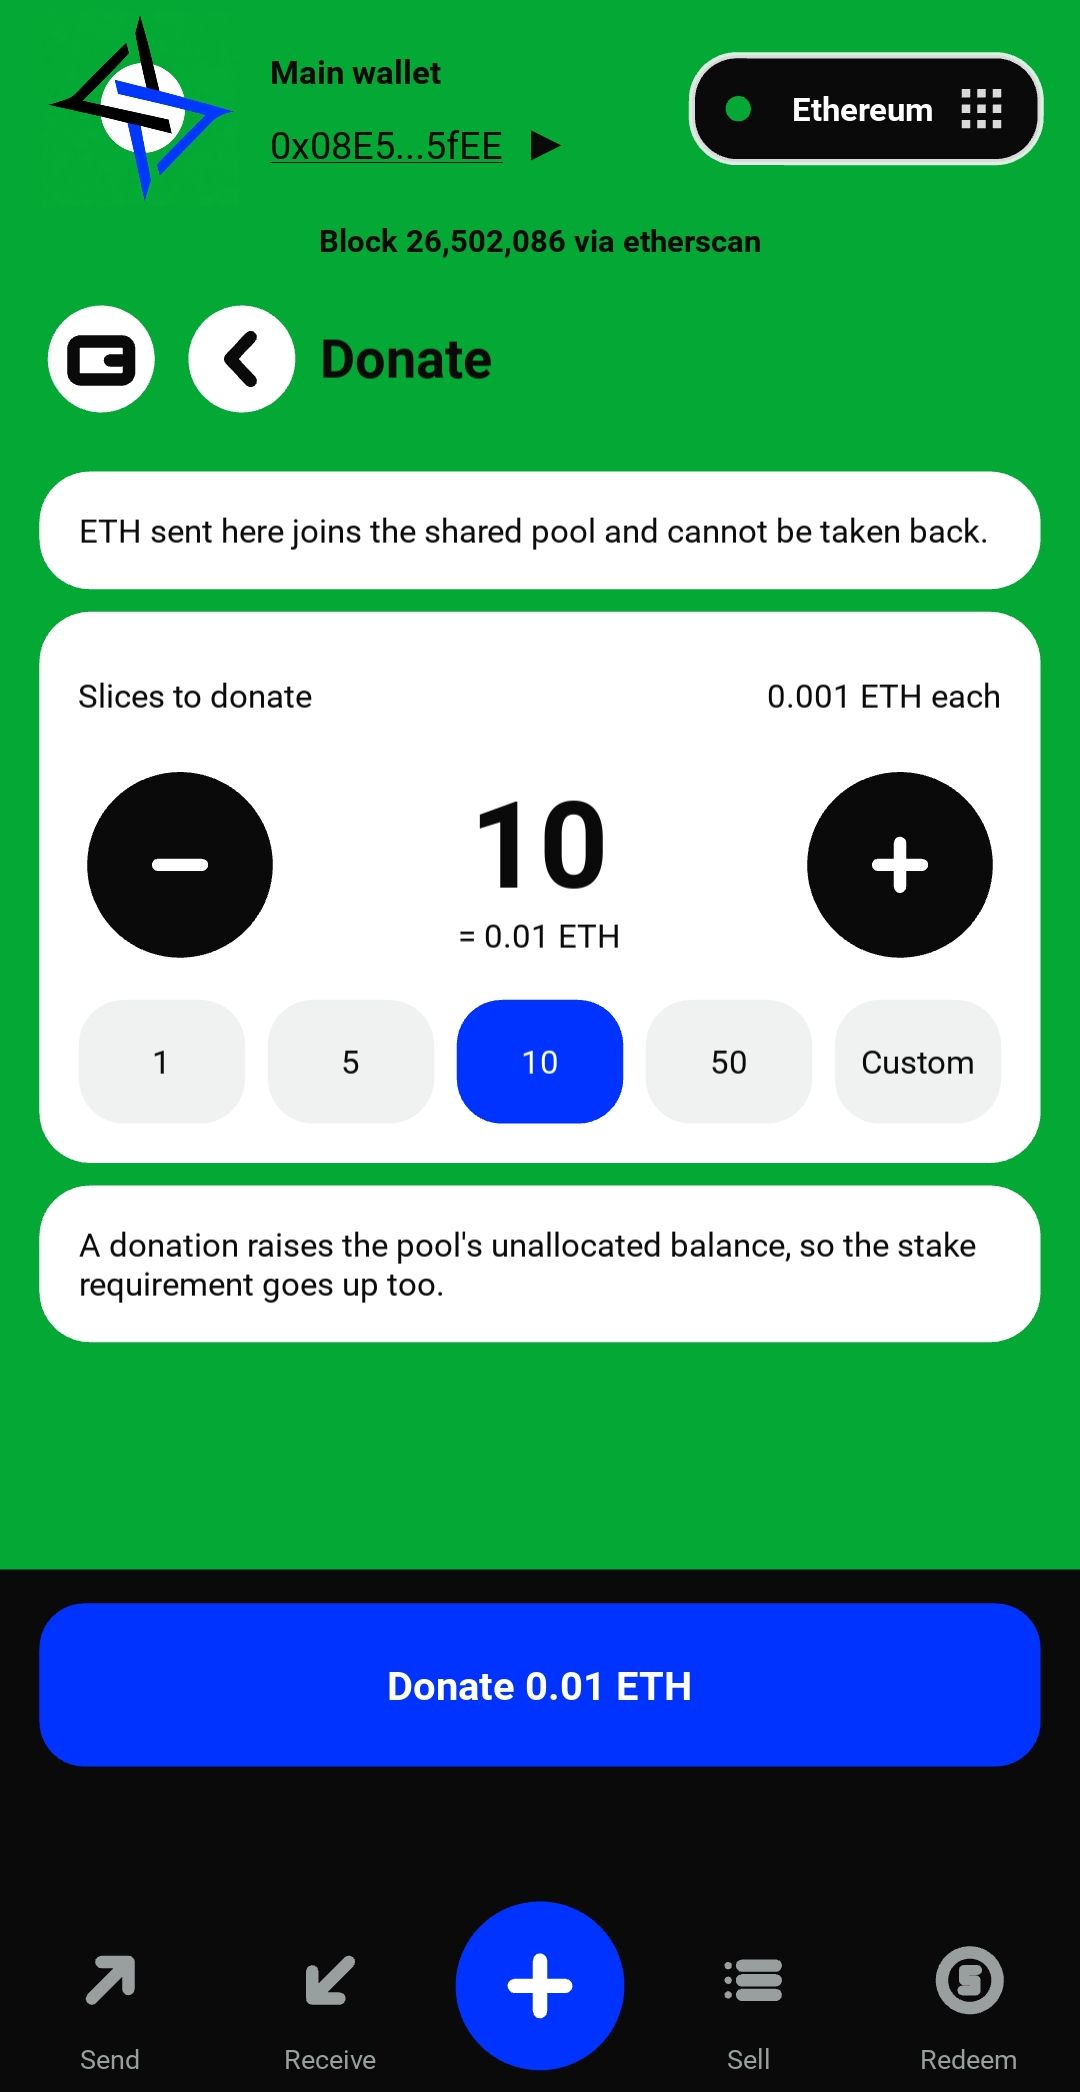 Main wallet
0x08E5...5fEE
Ethereum
Block 26,502,086 via etherscan
Donate
ETH sent here joins the shared pool and cannot be taken back.
Slices to donate
0.001 ETH each
10
= 0.01 ETH
1
5
10
50
Custom
A donation raises the pool's unallocated balance, so the stake
requirement goes up too.
Donate 0.01 ETH
Send
Receive
Sell
Redeem